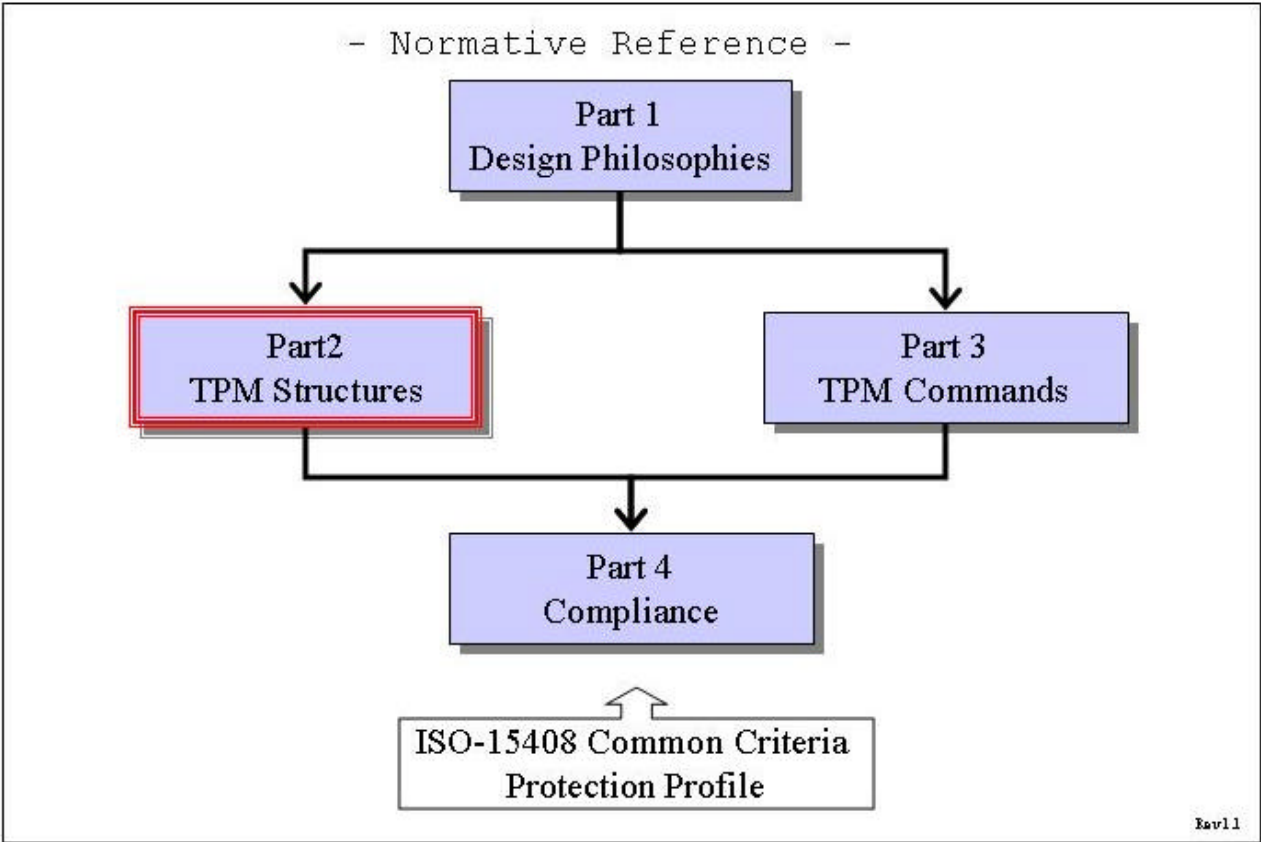 - Normative Reference -
Part 1
Design Philosophies
Part2
TPM Structures
Part 3
TPM Commands
Part 4
Compliance
ISO-15408 Common Criteria
Protection Profile
Rev11